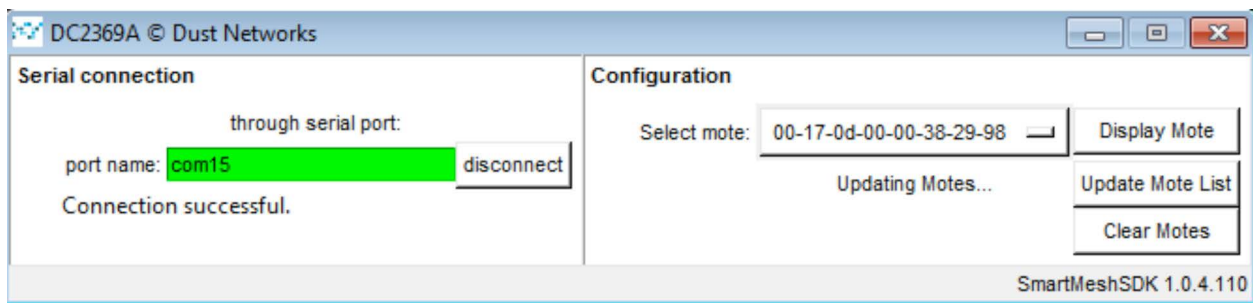 DC2369A © Dust Networks
Serial connection
through serial port:
port name: com15 disconnect
Connection successful.
Configuration
Select mote: 00-17-0d-00-00-38-29-98 Display Mote
Updating Motes... Update Mote List
Clear Motes
SmartMeshSDK 1.0.4.110